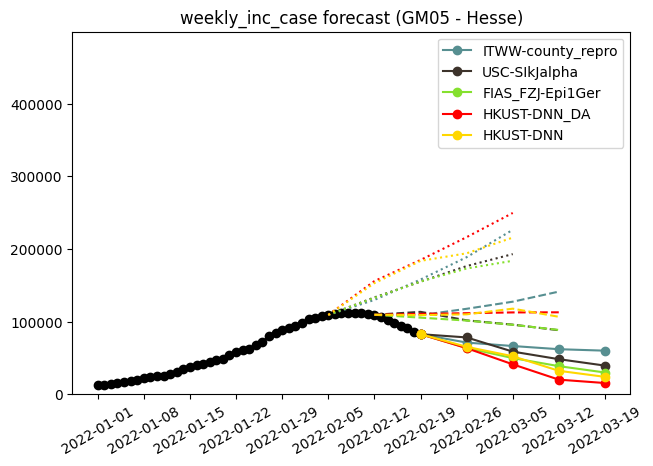 weekly_inc_case forecast (GM05 - Hesse)
ITWW-county_repro
USC-SIkJalpha
FIAS_FZJ-Epi1Ger
HKUST-DNN_DA
HKUST-DNN
400000
300000
200000
100000
0
2022-01-01
2022-01-08
2022-01-15
2022-01-22
2022-01-29
2022-02-05
2022-02-12
2022-02-19
2022-02-26
2022-03-05
2022-03-12
2022-03-19